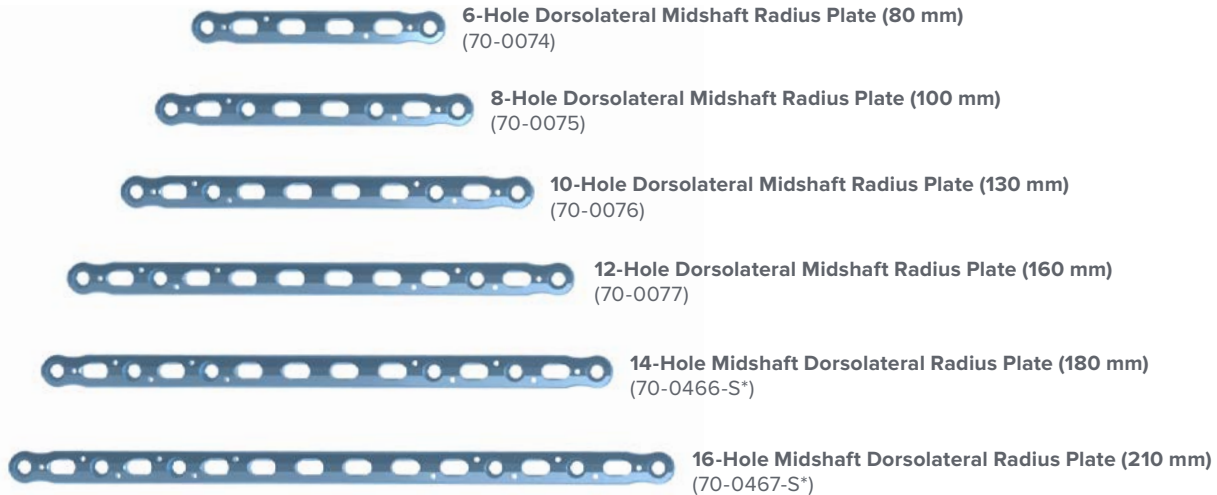 6-Hole Dorsolateral Midshaft Radius Plate (80 mm)
(70-0074)
8-Hole Dorsolateral Midshaft Radius Plate (100 mm)
(70-0075)
10-Hole Dorsolateral Midshaft Radius Plate (130 mm)
(70-0076)
12-Hole Dorsolateral Midshaft Radius Plate (160 mm)
(70-0077)
14-Hole Midshaft Dorsolateral Radius Plate (180 mm)
(70-0466-S*)
16-Hole Midshaft Dorsolateral Radius Plate (210 mm)
(70-0467-S*)